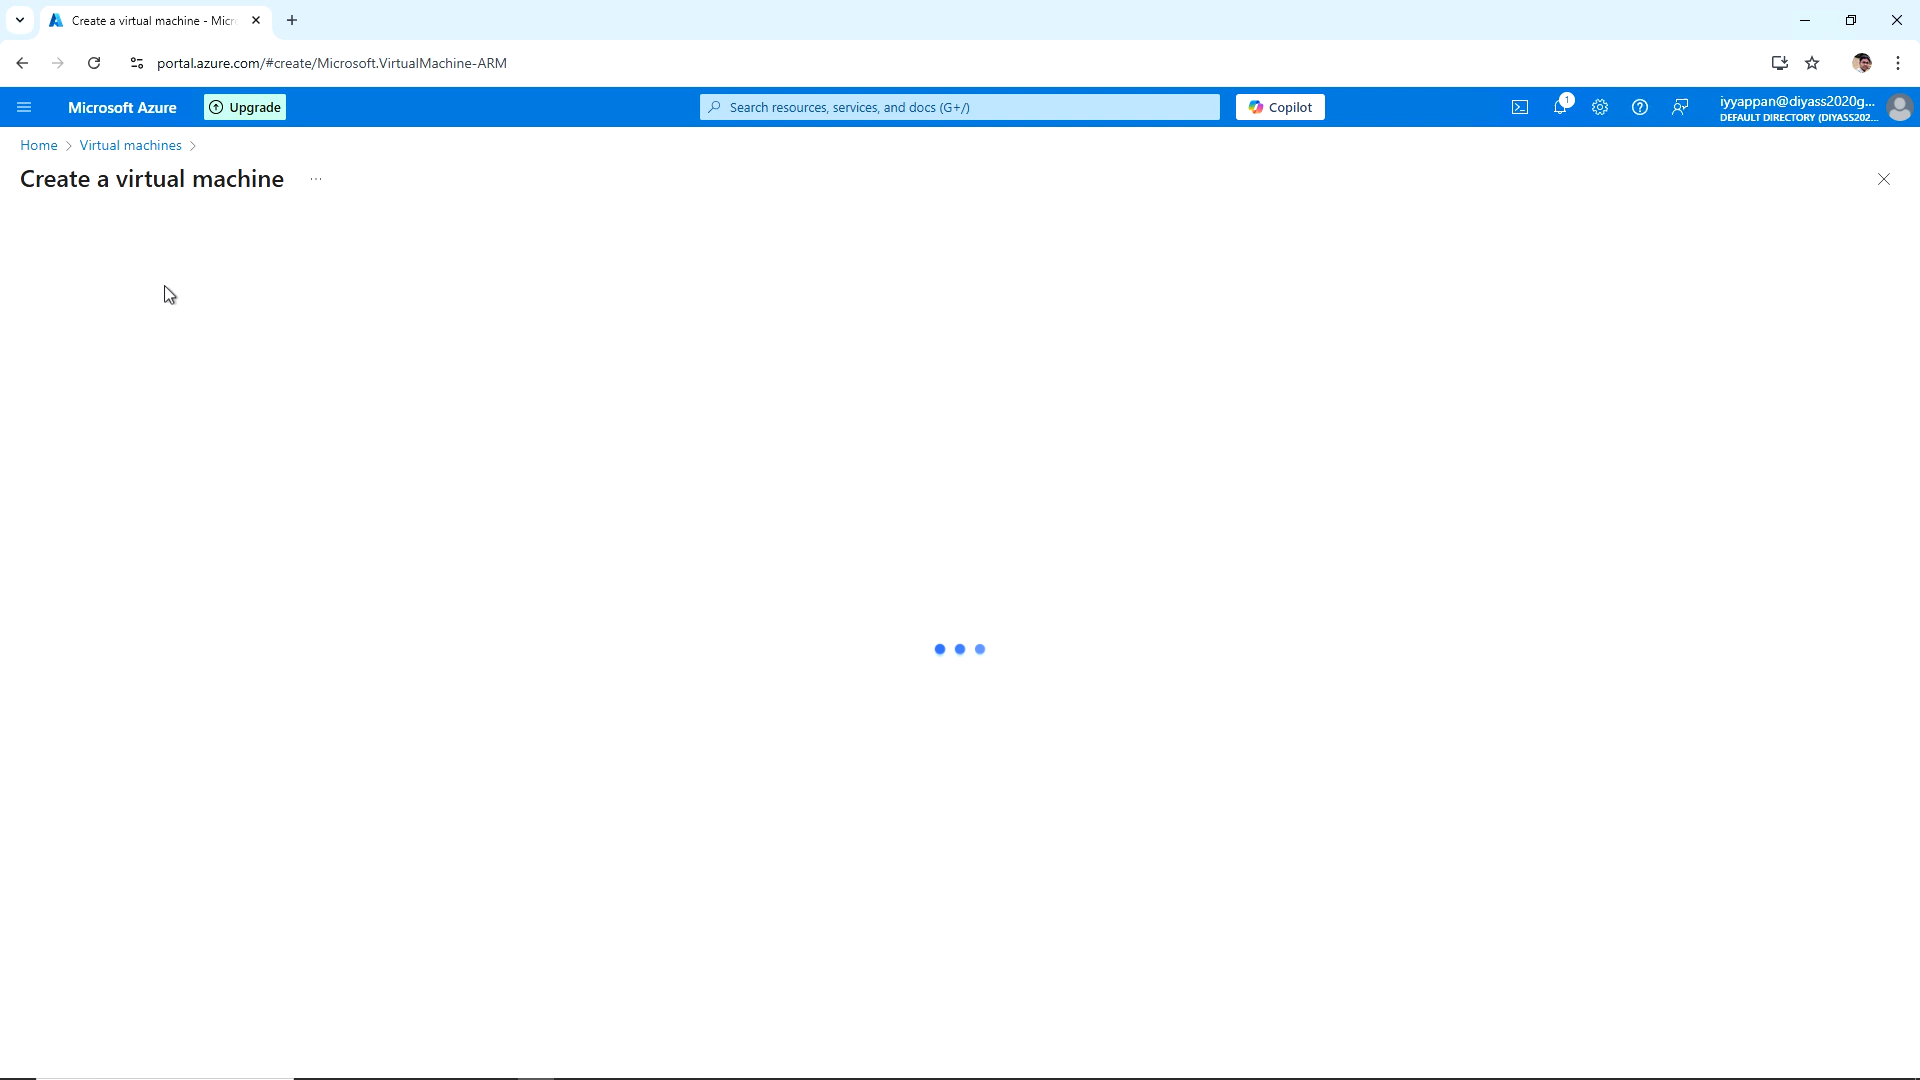 Create a virtual machine - Micr
portal.azure.com/#create/Microsoft.VirtualMachine-ARM
Microsoft Azure
Upgrade
Search resources, services, and docs (G+/)
Copilot
1
iyyappan@diyass2020g...
DEFAULT DIRECTORY (DIYASS202...
Home > Virtual machines >
Create a virtual machine ...